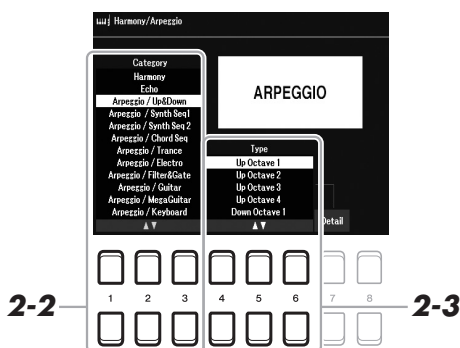 Harmony/Arpeggio
Category
Harmony
Echo
Arpeggio / Up&Down
Arpeggio / Synth Seq1
Arpeggio / Synth Seq 2
Arpeggio / Chord Seq
Arpeggio / Trance
Arpeggio / Electro
Arpeggio / Filter&Gate
Arpeggio / Guitar
Arpeggio / MegaGuitar
Arpeggio / Keyboard
▲▼
ARPEGGIO
Type
Up Octave 1
Up Octave 2
Up Octave 3
Up Octave 4
Down Octave 1
▲▼
Detail
1 2 3 4 5 6 7 8
2-2
2-3